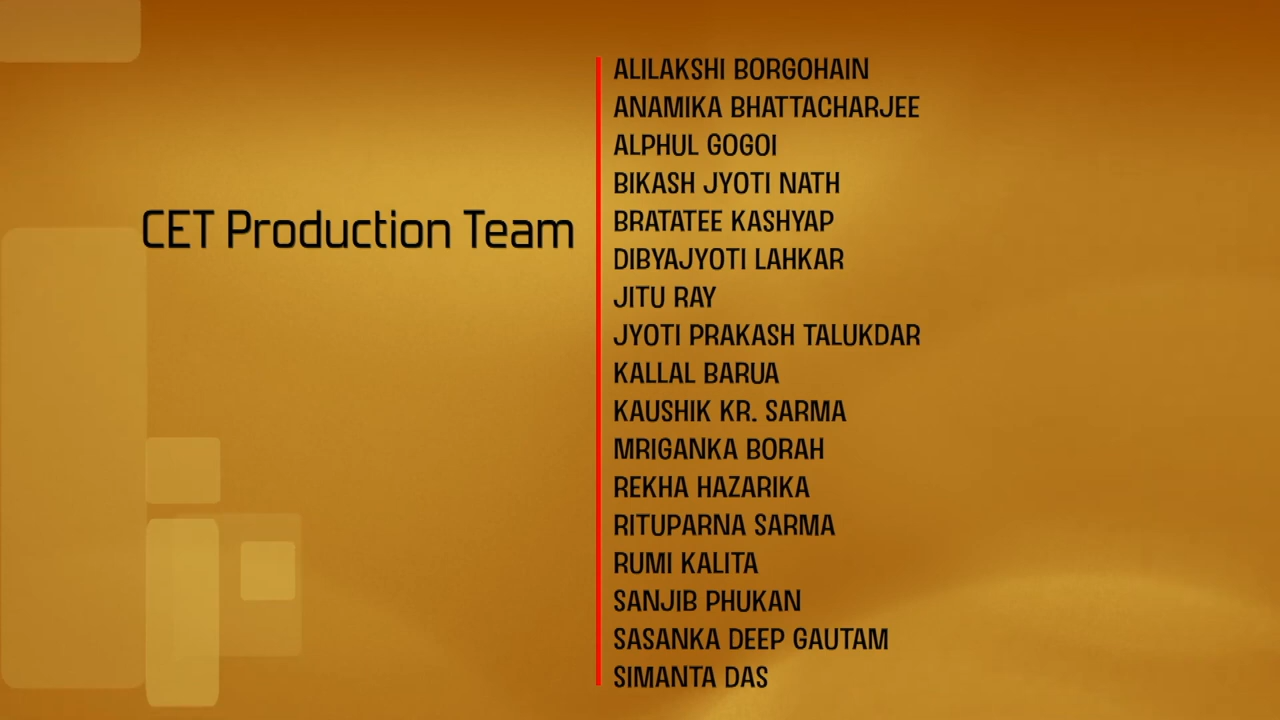 CET Production Team
ALILAKSHI BORGOHAIN
ANAMIKA BHATTACHARJEE
ALPHUL GOGOI
BIKASH JYOTI NATH
BRATATEE KASHYAP
DIBYAJYOTI LAHKAR
JITU RAY
JYOTI PRAKASH TALUKDAR
KALLAL BARUA
KAUSHIK KR. SARMA
MRIGANKA BORAH
REKHA HAZARIKA
RITUPARNA SARMA
RUMI KALITA
SANJIB PHUKAN
SASANKA DEEP GAUTAM
SIMANTA DAS